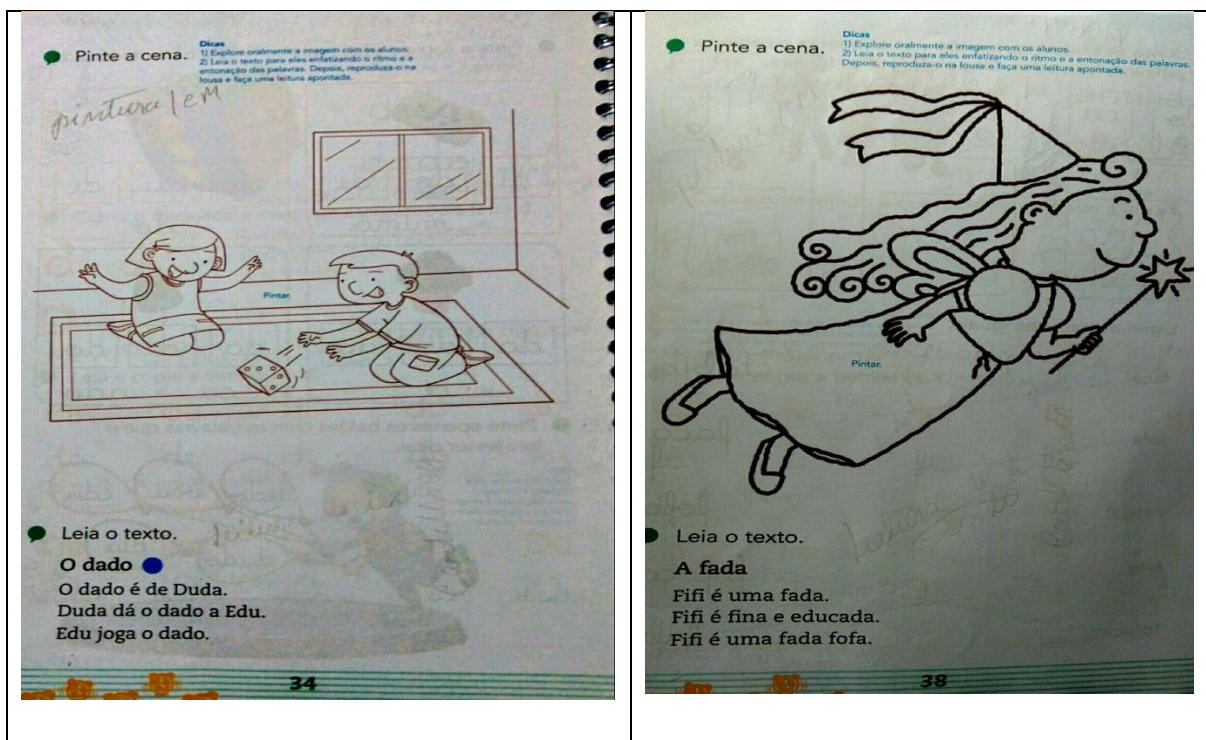 Pinte a cena.
Dicas
1) Explore oralmente a imagem com os alunos.
2) Leia o texto para eles enfatizando o ritmo e a
entonação das palavras. Depois, reproduza-o na
lousa e faça uma leitura apontada.
pintura
Pintar.
Leia o texto.
O dado
O dado é de Duda.
Duda dá o dado a Edu.
Edu joga o dado.
34
Pinte a cena.
Dicas
1) Explore oralmente a imagem com os alunos.
2) Leia o texto para eles enfatizando o ritmo e a entonação das palavras.
Depois, reproduza-o na lousa e faça uma leitura apontada.
Pintar.
Leia o texto.
A fada
Fifi é uma fada.
Fifi é fina e educada.
Fifi é uma fada fofa.
38